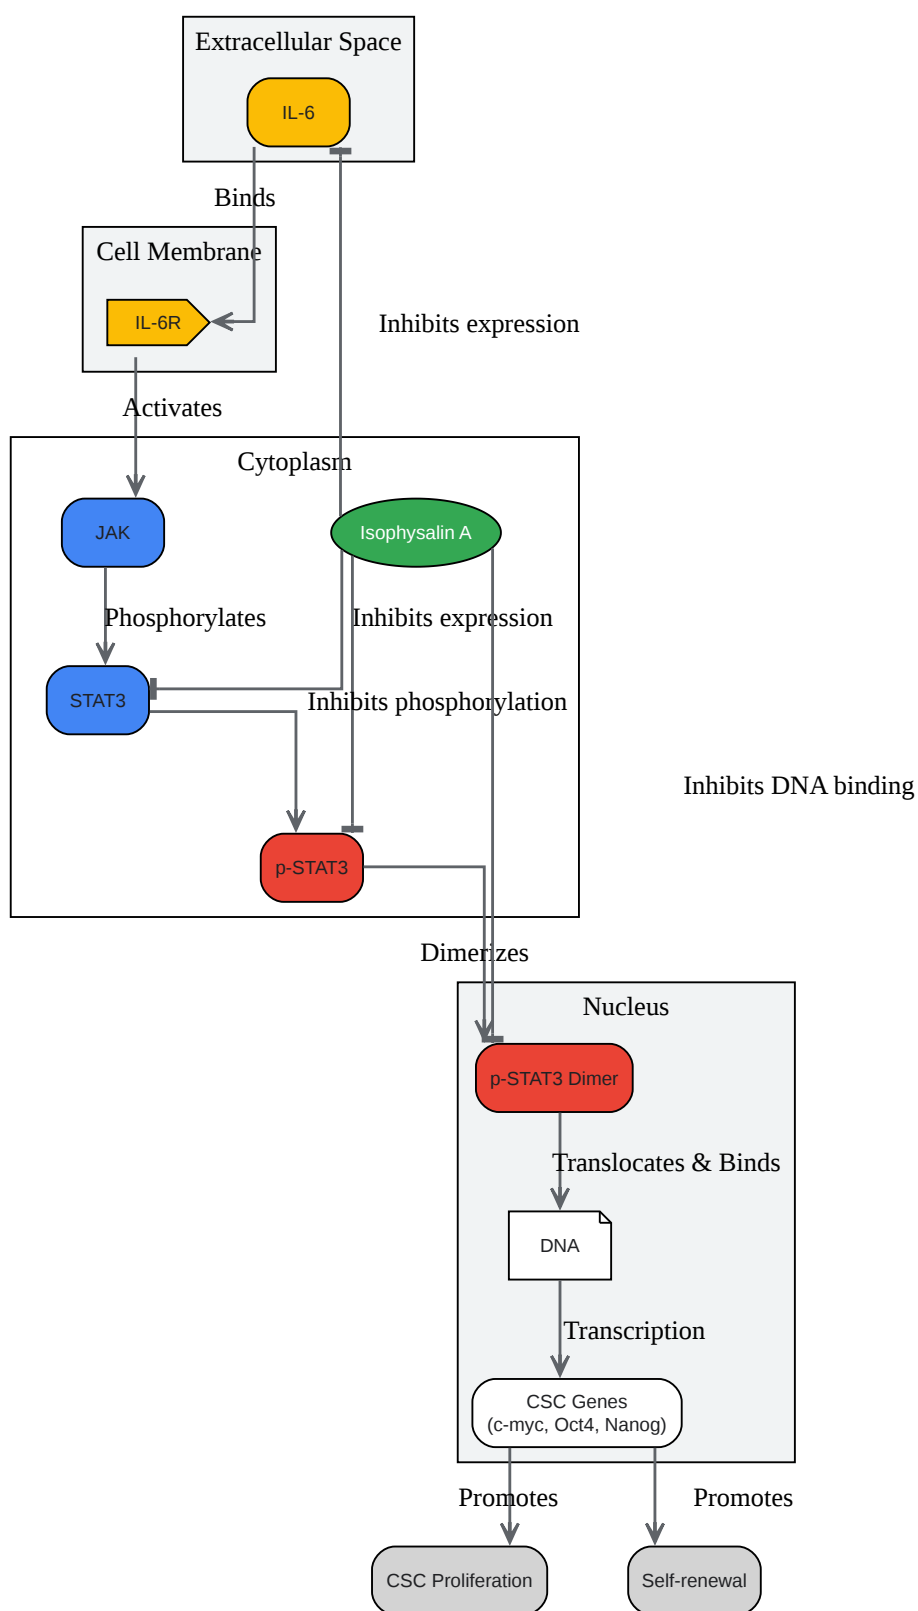 Extracellular Space
IL-6
Binds
Cell Membrane
IL-6R
Inhibits expression
Activates
Cytoplasm
JAK
Isophysalin A
Phosphorylates
Inhibits expression
STAT3
Inhibits phosphorylation
Inhibits DNA binding
p-STAT3
Dimerizes
Nucleus
p-STAT3 Dimer
Translocates & Binds
DNA
Transcription
CSC Genes
(c-myc, Oct4, Nanog)
Promotes
Promotes
CSC Proliferation
Self-renewal